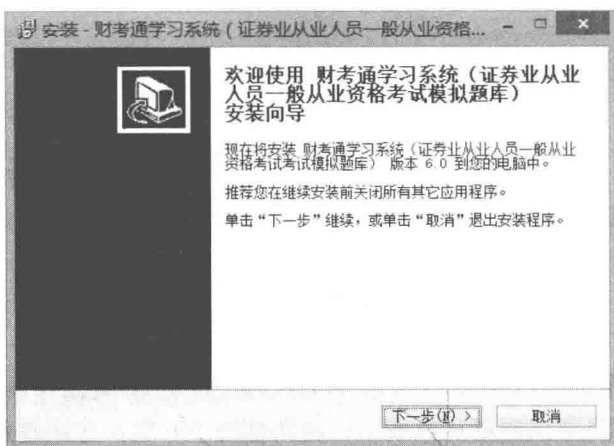 安装 - 财考通学习系统(证券业从业人员一般从业资格...
欢迎使用 财考通学习系统(证券业从业
人员一般从业资格考试模拟题库)
安装向导
现在将安装 财考通学习系统(证券业从业人员一般从业
资格考试考试模拟题库) 版本 6.0 到您的电脑中。
推荐您在继续安装前关闭所有其它应用程序。
单击“下一步”继续,或单击“取消”退出安装程序。
下一步(N) > 取消